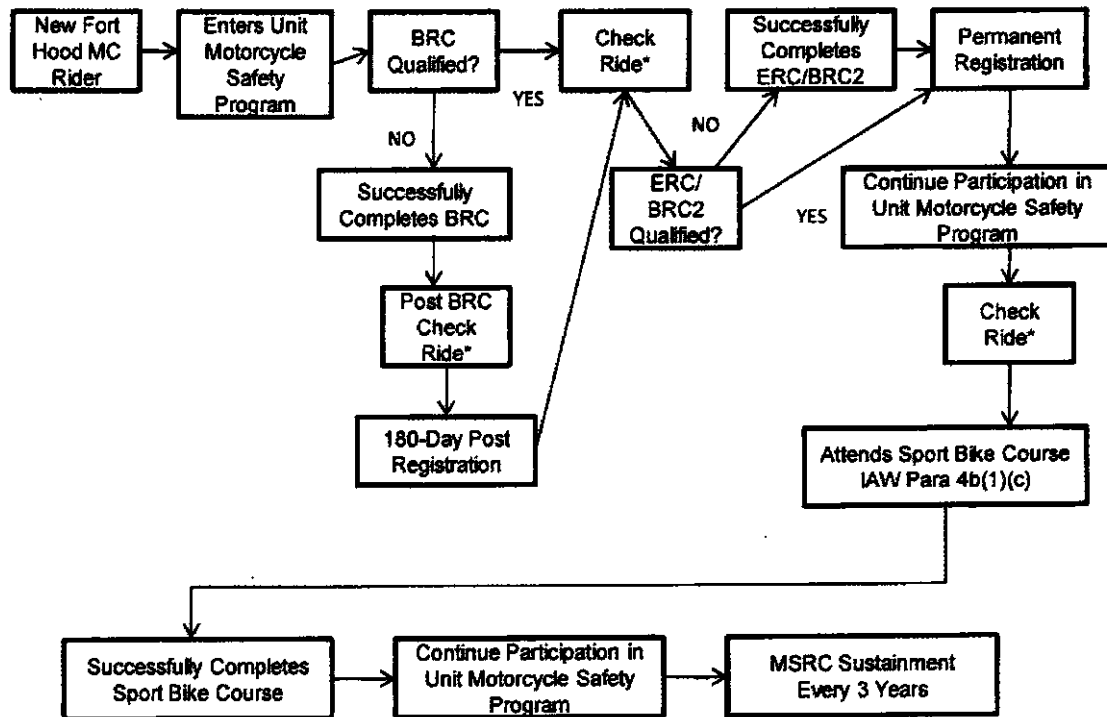 New Fort
Hood MC
Rider
Enters Unit
Motorcycle
Safety
Program
BRC
Qualified?
YES
NO
Check
Ride*
Successfully
Completes
ERC/BRC2
Permanent
Registration
Successfully
Completes BRC
NO
ERC/
BRC2
Qualified?
YES
Continue Participation in
Unit Motorcycle Safety
Program
Post BRC
Check
Ride*
Check
Ride*
180-Day Post
Registration
Attends Sport Bike Course
IAW Para 4b(1)(c)
Successfully Completes
Sport Bike Course
Continue Participation in
Unit Motorcycle Safety
Program
MSRC Sustainment
Every 3 Years